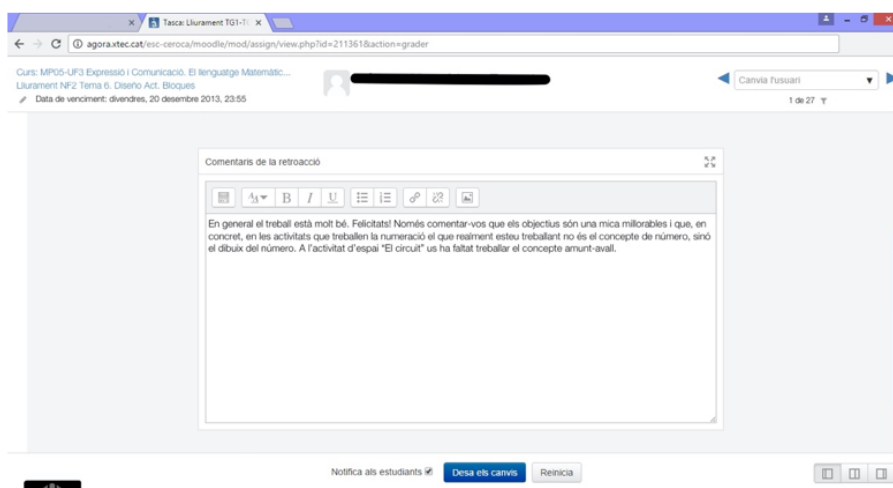 Tasca: Lliurament TG1-T
agora.xtec.cat/esc-ceroca/moodle/mod/assign/view.php?id=211361&action=grader
Curs: MP05-UF3 Expressió i Comunicació. El llenguatge Matemàtic...
Lliurament NF2 Tema 6. Diseño Act. Bloques
Data de venciment: divendres, 20 desembre 2013, 23:55
Canvia l'usuari
1 de 27
Comentaris de la retroacció
B I U
En general el treball està molt bé. Felicitats! Només comentar-vos que els objectius són una mica millorables i que, en
concret, en les activitats que treballen la numeració el que realment esteu treballant no és el concepte de número, sinó
el dibuix del número. A l'activitat d'espai "El circuit" us ha faltat treballar el concepte amunt-avall.
Notifica als estudiants
Desa els canvis
Reinicia